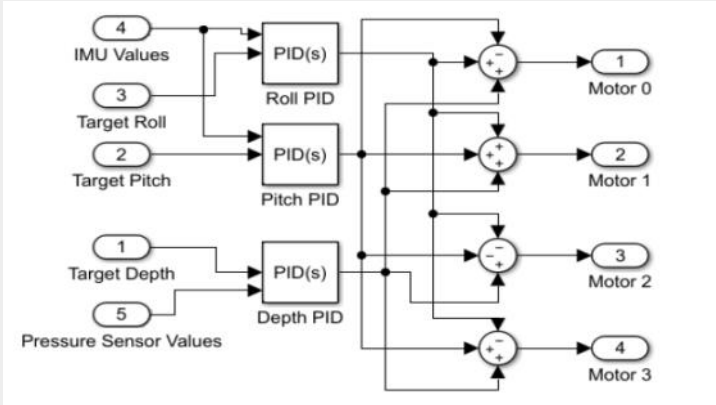 4
IMU Values
PID(s)
Roll PID
3
Target Roll
2
Target Pitch
PID(s)
Pitch PID
1
Target Depth
PID(s)
Depth PID
5
Pressure Sensor Values
+ - +
1
Motor 0
+ + +
2
Motor 1
- - +
3
Motor 2
+ - +
4
Motor 3